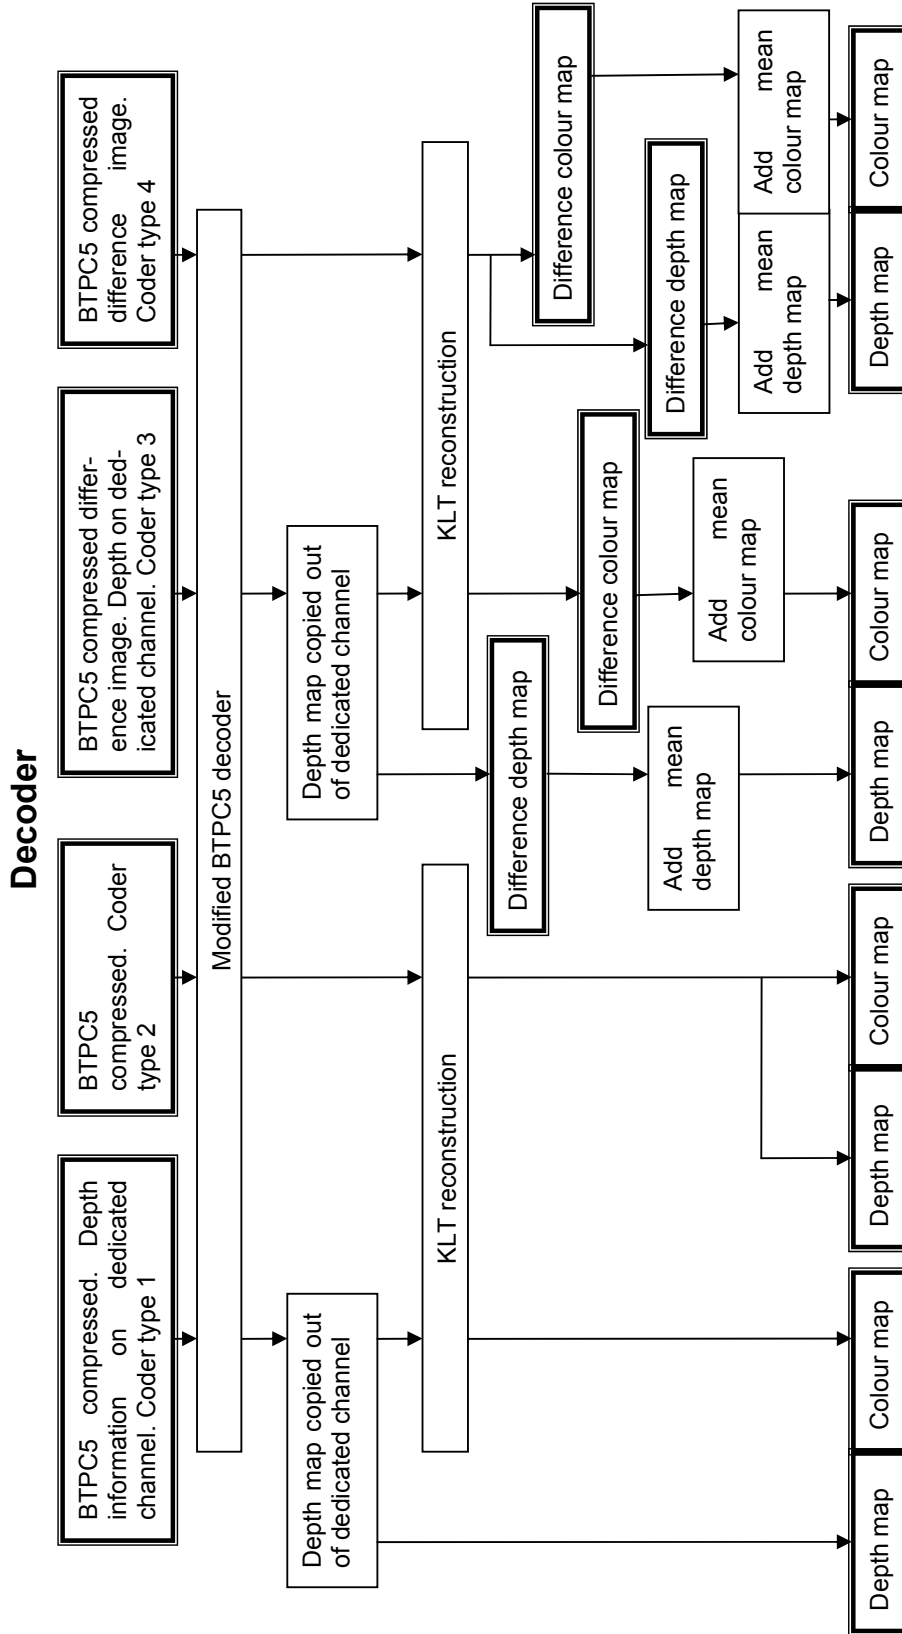 Decoder
BTPC5 compressed. Depth
information on dedicated
channel. Coder type 1
BTPC5
compressed. Coder
type 2
BTPC5 compressed differ-
ence image. Depth on ded-
icated channel. Coder type 3
BTPC5 compressed
difference image.
Coder type 4
Modified BTPC5 decoder
Depth map copied out
of dedicated channel
Depth map copied out
of dedicated channel
KLT reconstruction
KLT reconstruction
Difference depth map
Difference colour map
Difference depth map
Difference colour map
Add mean
depth map
Add mean
colour map
Add mean
depth map
Add mean
colour map
Depth map
Colour map
Depth map
Colour map
Depth map
Colour map
Depth map
Colour map